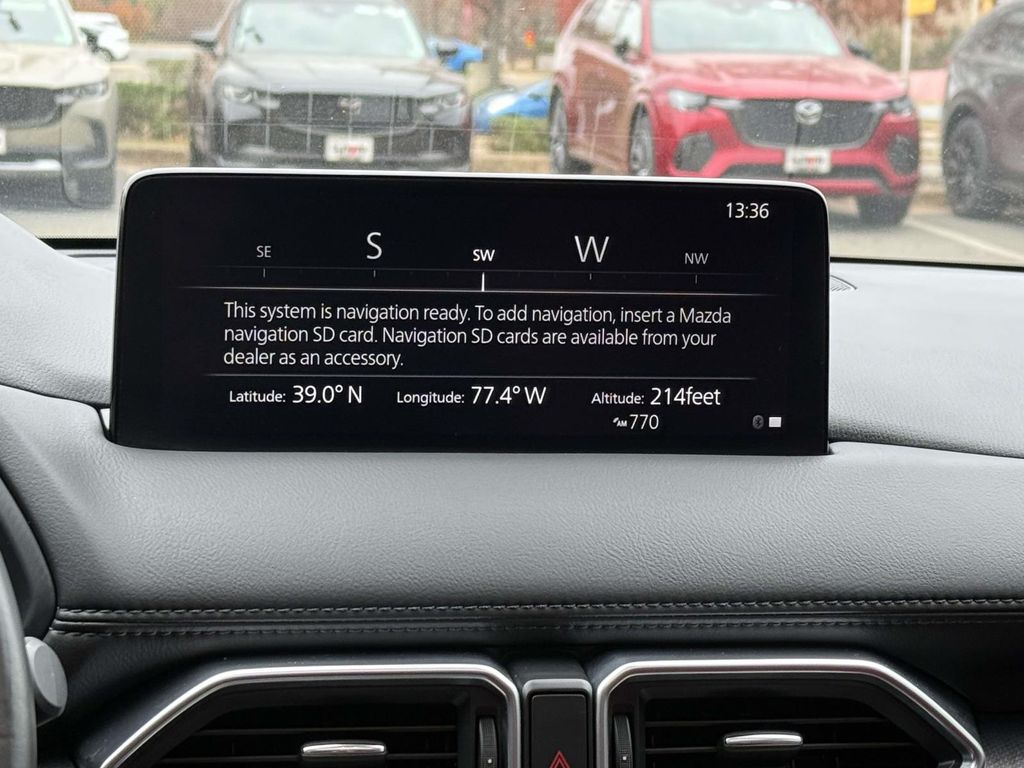 13:36
SE S SW W NW
This system is navigation ready. To add navigation, insert a Mazda
navigation SD card. Navigation SD cards are available from your
dealer as an accessory.
Latitude: 39.0° N Longitude: 77.4° W Altitude: 214feet
AM 770